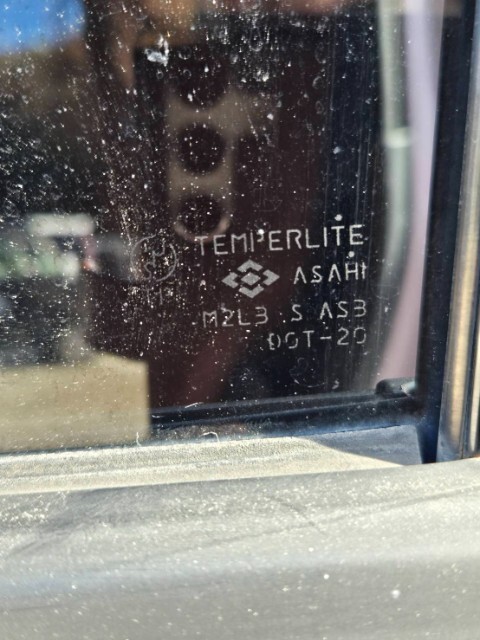 TEMPERLITE
ASAHI
M2L3 S AS3
DOT-20